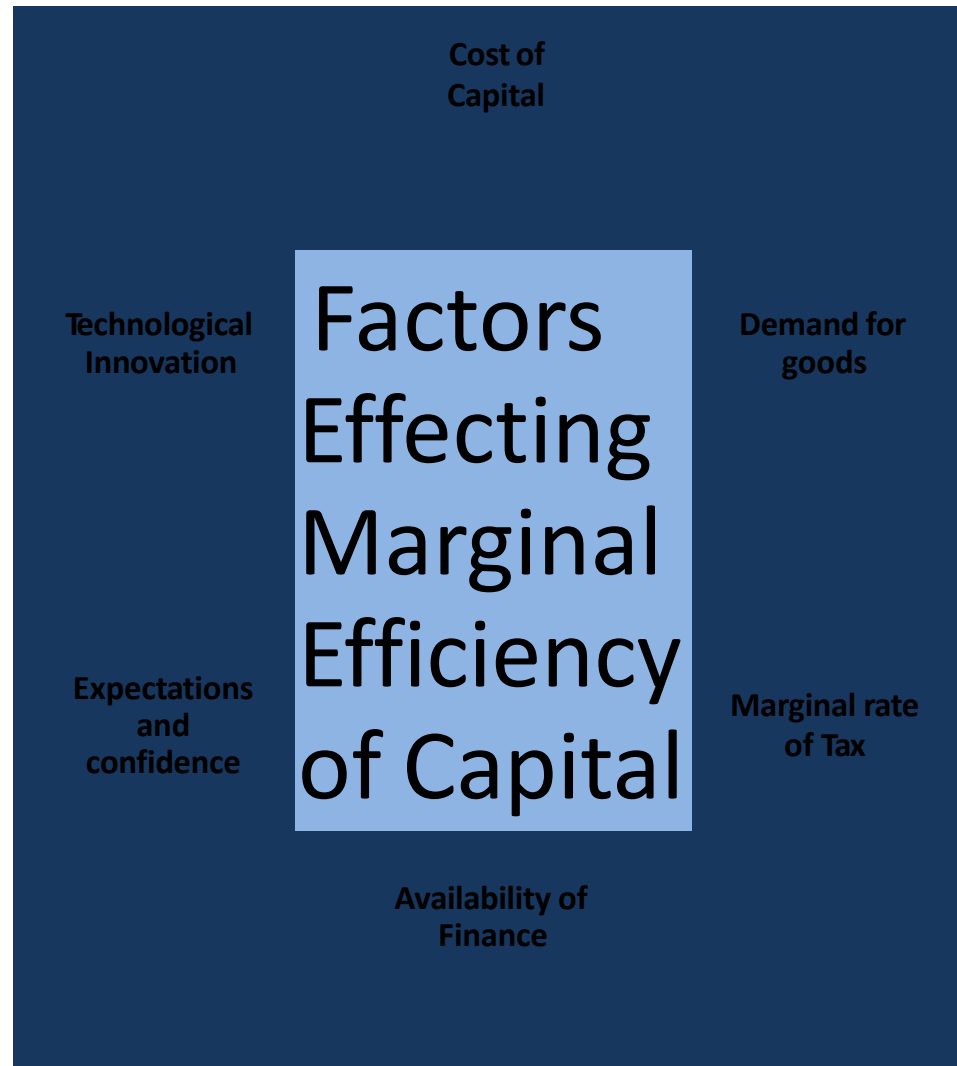 Cost of
Capital
Technological
Innovation
Factors
Effecting
Marginal
Efficiency
of Capital
Demand for
goods
Expectations
and
confidence
Marginal rate
of Tax
Availability of
Finance